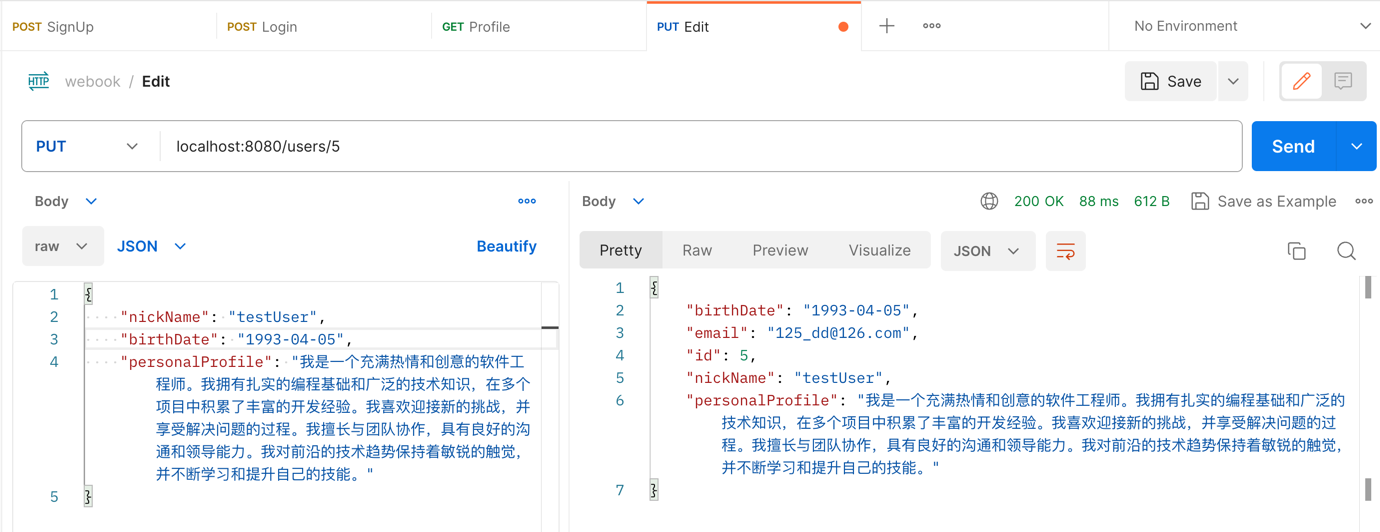 POST SignUp
POST Login
GET Profile
PUT Edit
No Environment
HTTP
webook / Edit
Save
PUT
localhost:8080/users/5
Send
Body
raw
JSON
Beautify
1 {
2 "nickName": "testUser",
3 "birthDate": "1993-04-05",
4 "personalProfile": "我是一个充满热情和创意的软件工
程师。我拥有扎实的编程基础和广泛的技术知识，在多个
项目中积累了丰富的开发经验。我喜欢迎接新的挑战，并
享受解决问题的过程。我擅长与团队协作，具有良好的沟
通和领导能力。我对前沿的技术趋势保持着敏锐的触觉，
并不断学习和提升自己的技能。"
5 }
Body
200 OK
88 ms
612 B
Save as Example
Pretty
Raw
Preview
Visualize
JSON
1 {
2 "birthDate": "1993-04-05",
3 "email": "125_dd@126.com",
4 "id": 5,
5 "nickName": "testUser",
6 "personalProfile": "我是一个充满热情和创意的软件工程师。我拥有扎实的编程基础和广泛的
技术知识，在多个项目中积累了丰富的开发经验。我喜欢迎接新的挑战，并享受解决问题的过
程。我擅长与团队协作，具有良好的沟通和领导能力。我对前沿的技术趋势保持着敏锐的触觉，
并不断学习和提升自己的技能。"
7 }